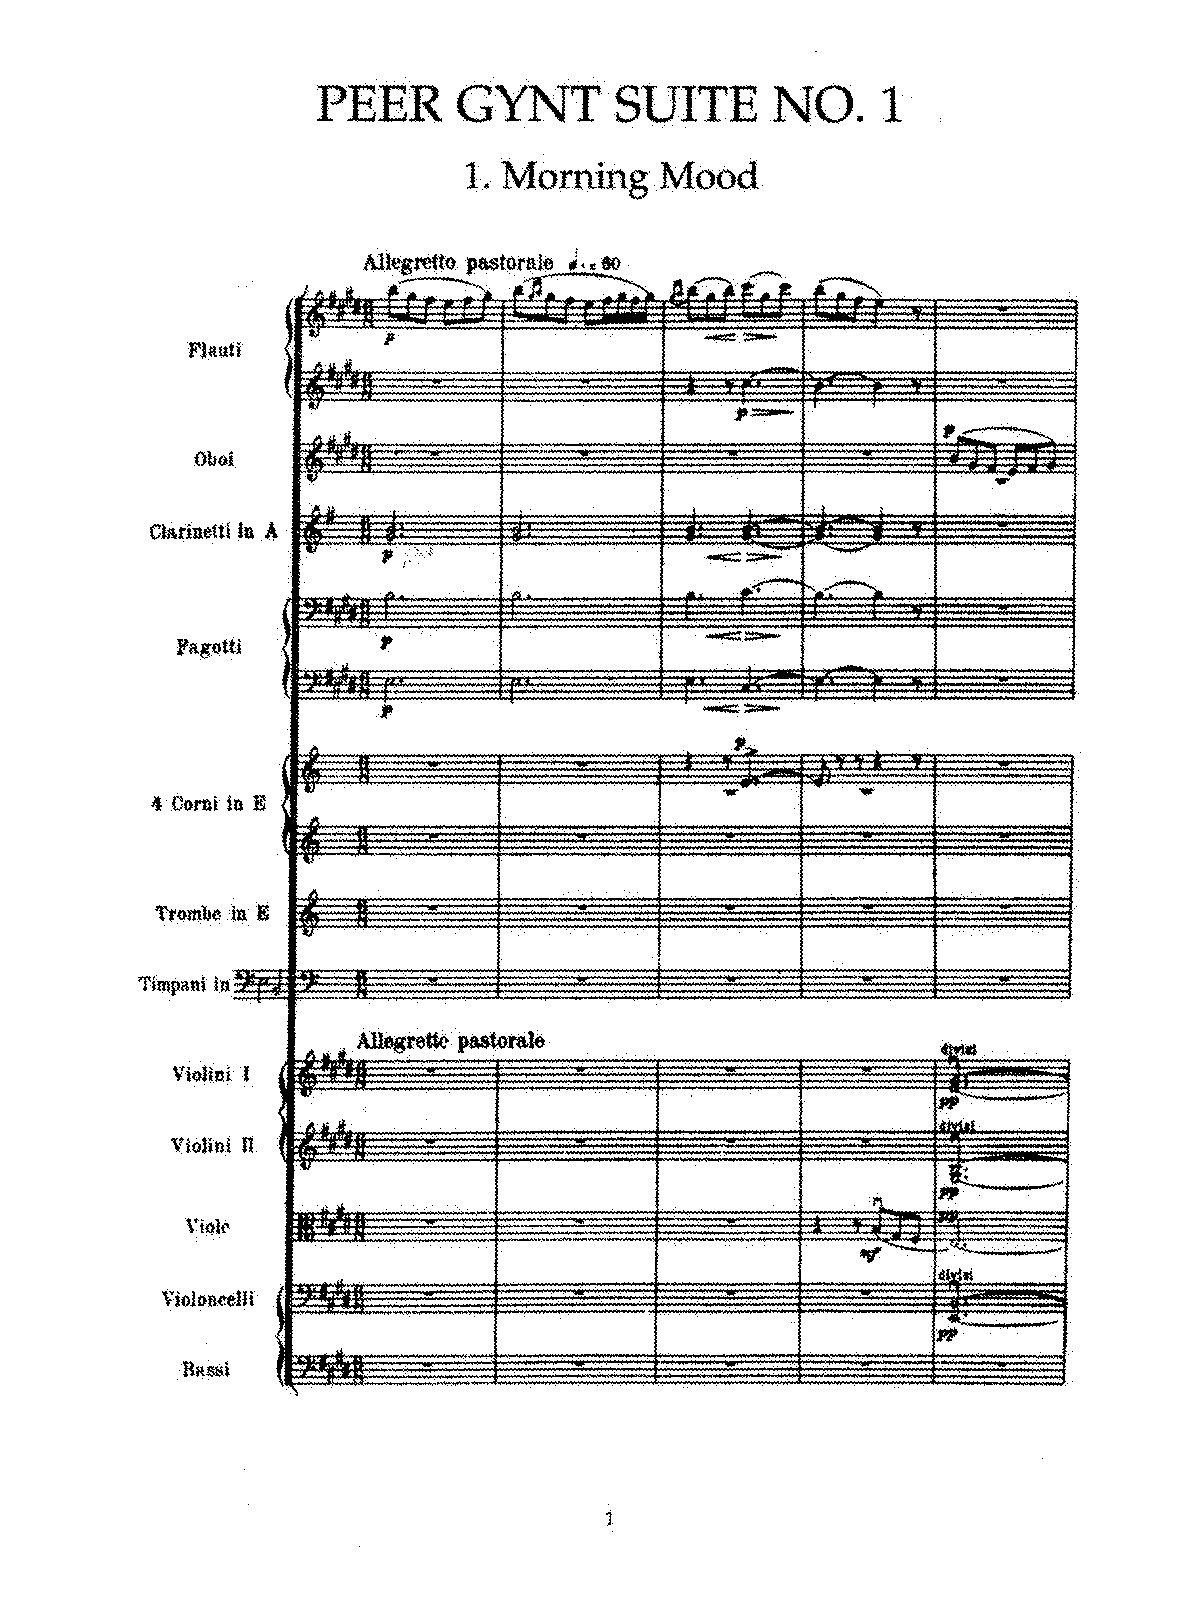 PEER GYNT SUITE NO. 1
1. Morning Mood
Allegretto pastorale ♩. = 60
Flauti
p
p
Oboi
p
Clarinetti in A
p
Fagotti
p
p
4 Corni in E
p
Trombe in E
Timpani in
Allegretto pastorale
Violini I
divisi
pp
Violini II
divisi
pp
Viole
mf
pp
Violoncelli
divisi
pp
Bassi
1